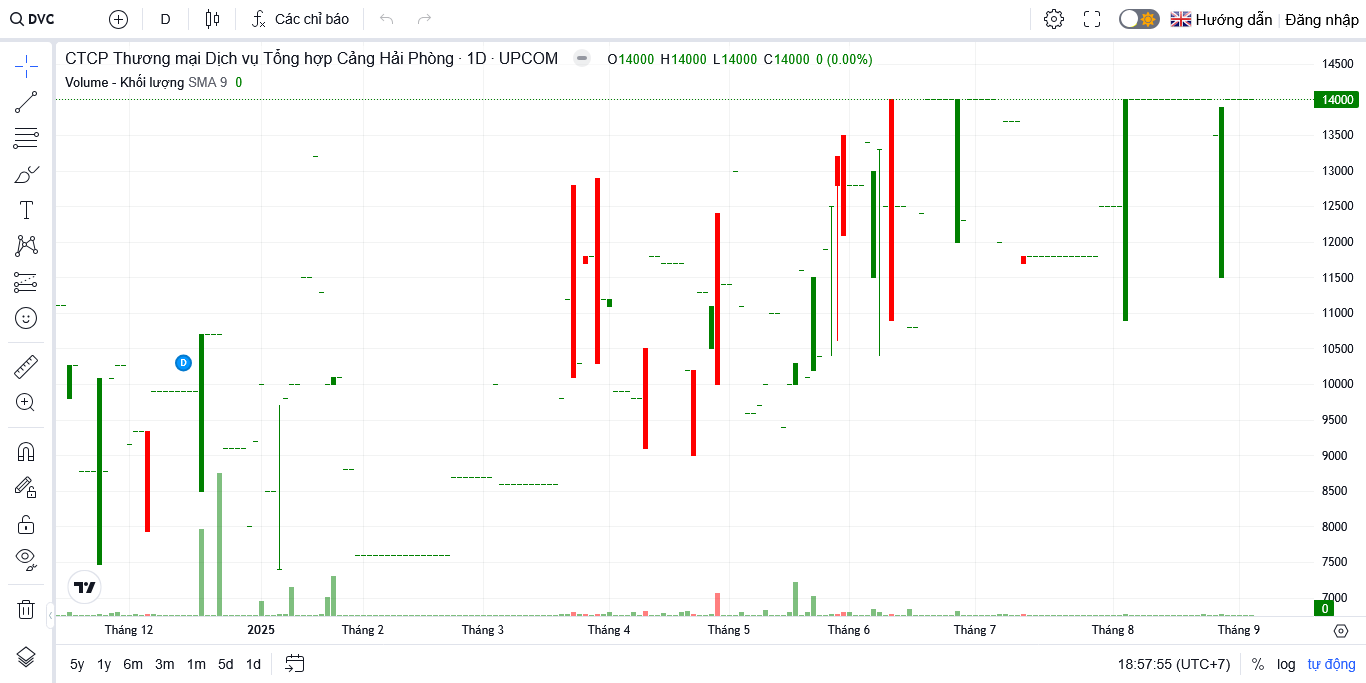 DVC
D
Các chỉ báo
Hướng dẫn
Đăng nhập
CTCP Thương mại Dịch vụ Tổng hợp Cảng Hải Phòng · 1D · UPCOM
O14000 H14000 L14000 C14000 0 (0.00%)
Volume - Khối lượng SMA 9 0
14500
14000
13500
13000
12500
12000
11500
11000
10500
10000
9500
9000
8500
8000
7500
7000
0
D
Tháng 12
2025
Tháng 2
Tháng 3
Tháng 4
Tháng 5
Tháng 6
Tháng 7
Tháng 8
Tháng 9
5y 1y 6m 3m 1m 5d 1d
18:57:55 (UTC+7)
%
log
tự động